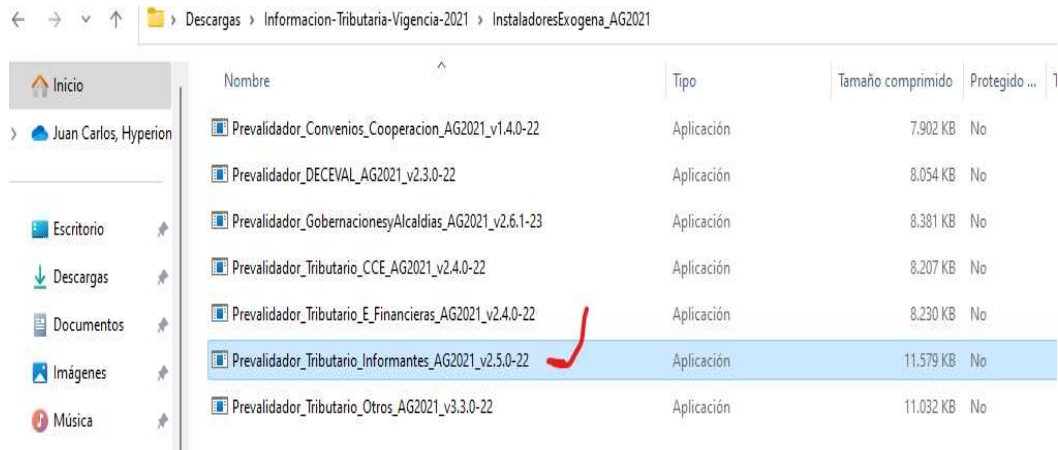 Descargas > Informacion-Tributaria-Vigencia-2021 > InstaladoresExogena_AG2021
Inicio
Juan Carlos, Hyperion
Escritorio
Descargas
Documentos
Imágenes
Música
Nombre Tipo Tamaño comprimido Protegido ... T
Prevalidador_Convenios_Cooperacion_AG2021_v1.4.0-22 Aplicación 7.902 KB No
Prevalidador_DECEVAL_AG2021_v2.3.0-22 Aplicación 8.054 KB No
Prevalidador_GobernacionesyAlcaldias_AG2021_v2.6.1-23 Aplicación 8.381 KB No
Prevalidador_Tributario_CCE_AG2021_v2.4.0-22 Aplicación 8.207 KB No
Prevalidador_Tributario_E_Financieras_AG2021_v2.4.0-22 Aplicación 8.230 KB No
Prevalidador_Tributario_Informantes_AG2021_v2.5.0-22 Aplicación 11.579 KB No
Prevalidador_Tributario_Otros_AG2021_v3.3.0-22 Aplicación 11.032 KB No